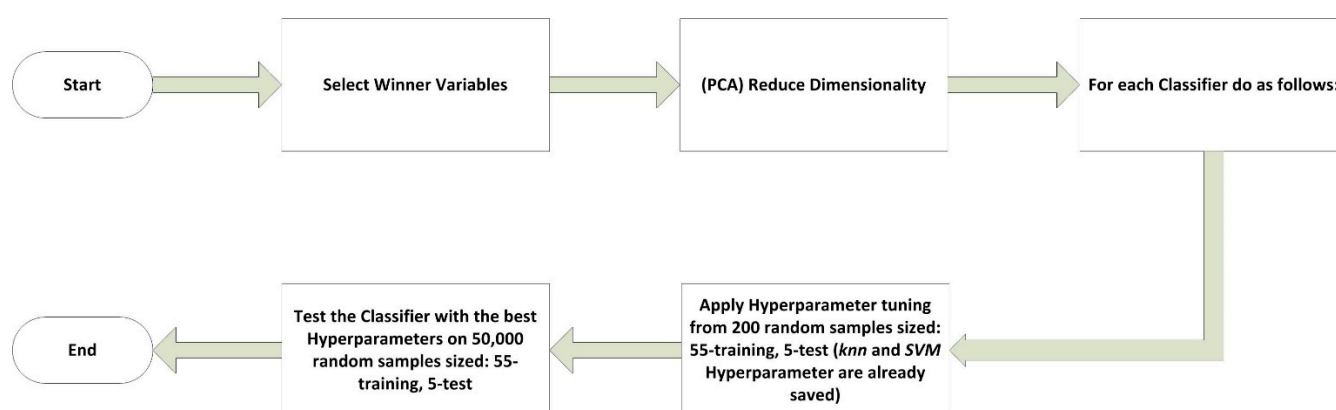 Start
Select Winner Variables
(PCA) Reduce Dimensionality
For each Classifier do as follows:
Apply Hyperparameter tuning
from 200 random samples sized:
55-training, 5-test (knn and SVM
Hyperparameter are already
saved)
Test the Classifier with the best
Hyperparameters on 50,000
random samples sized: 55-
training, 5-test
End